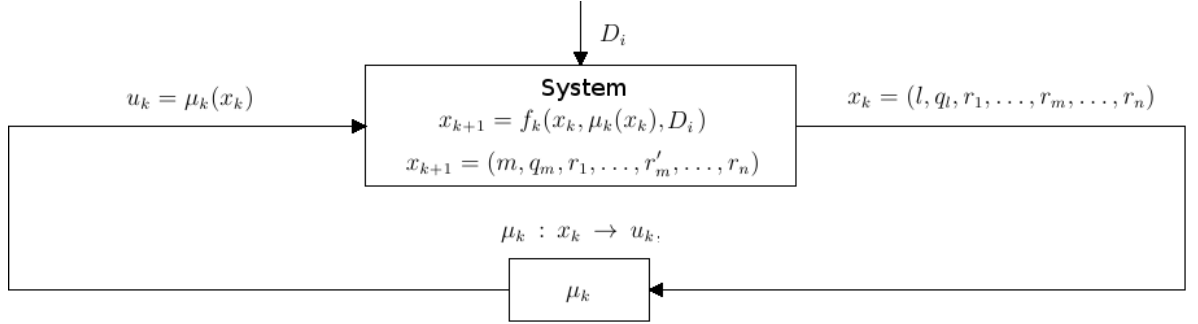 D_i
System
u_k = μ_k(x_k)
x_k = (l, q_l, r_1, . . . , r_m, . . . , r_n)
x_{k+1} = f_k(x_k, μ_k(x_k), D_i)
x_{k+1} = (m, q_m, r_1, . . . , r'_m, . . . , r_n)
μ_k : x_k → u_k.
μ_k